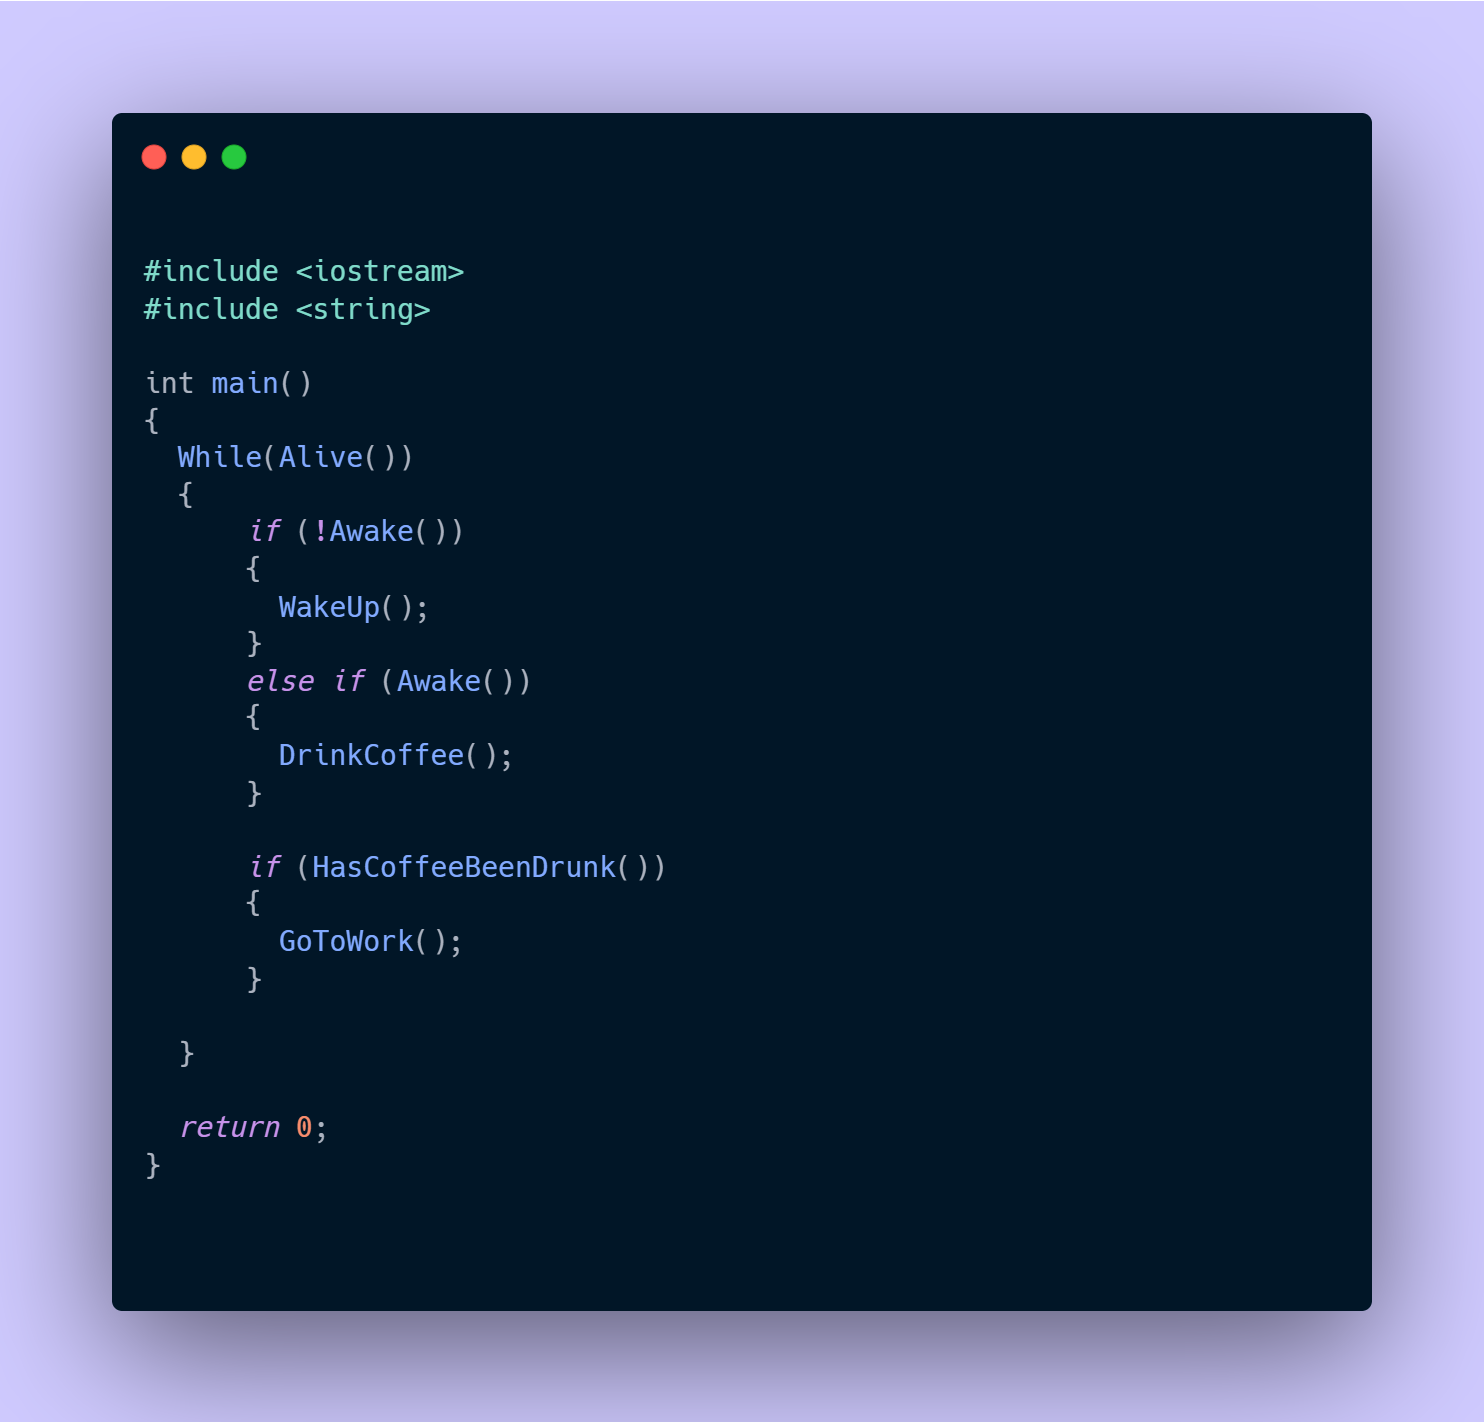 #include <iostream>
#include <string>
int main()
{
While(Alive())
{
if (!Awake())
{
WakeUp();
}
else if (Awake())
{
DrinkCoffee();
}
if (HasCoffeeBeenDrunk())
{
GoToWork();
}
}
return 0;
}